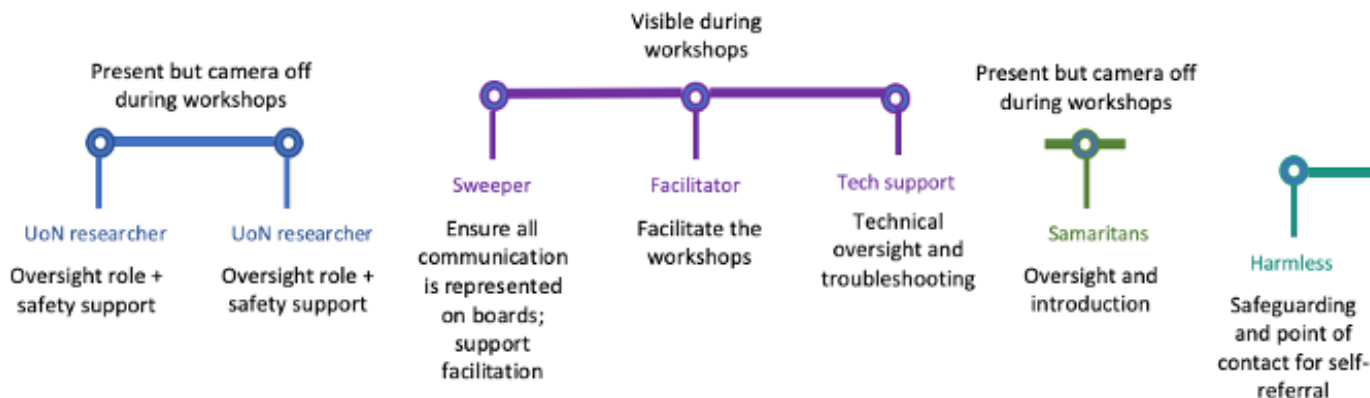 Present but camera off
during workshops
UoN researcher
Oversight role +
safety support
UoN researcher
Oversight role +
safety support
Visible during
workshops
Sweeper
Ensure all
communication
is represented
on boards;
support
facilitation
Facilitator
Facilitate the
workshops
Tech support
Technical
oversight and
troubleshooting
Present but camera off
during workshops
Samaritans
Oversight and
introduction
Harmless
Safeguarding
and point of
contact for self-
referral